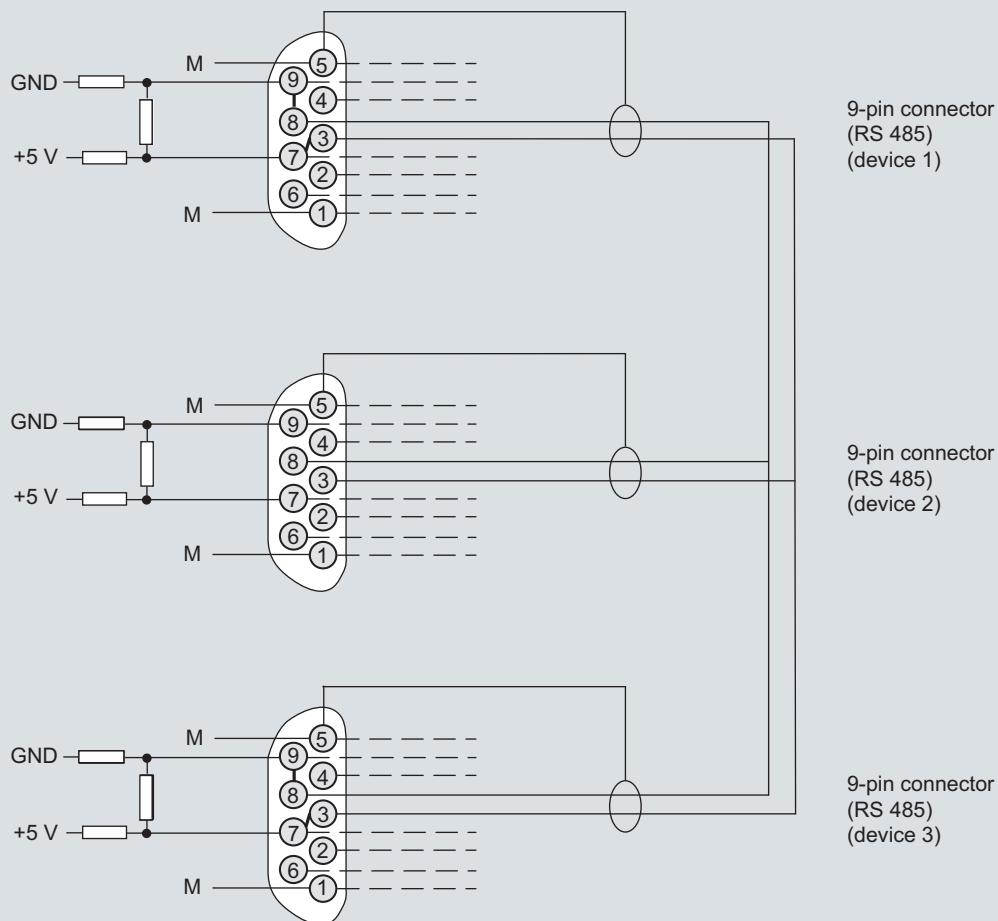 M
5
GND
9
4
8
3
+5 V
7
2
6
M
1
9-pin connector
(RS 485)
(device 1)
M
5
GND
9
4
8
3
+5 V
7
2
6
M
1
9-pin connector
(RS 485)
(device 2)
M
5
GND
9
4
8
3
+5 V
7
2
6
M
1
9-pin connector
(RS 485)
(device 3)